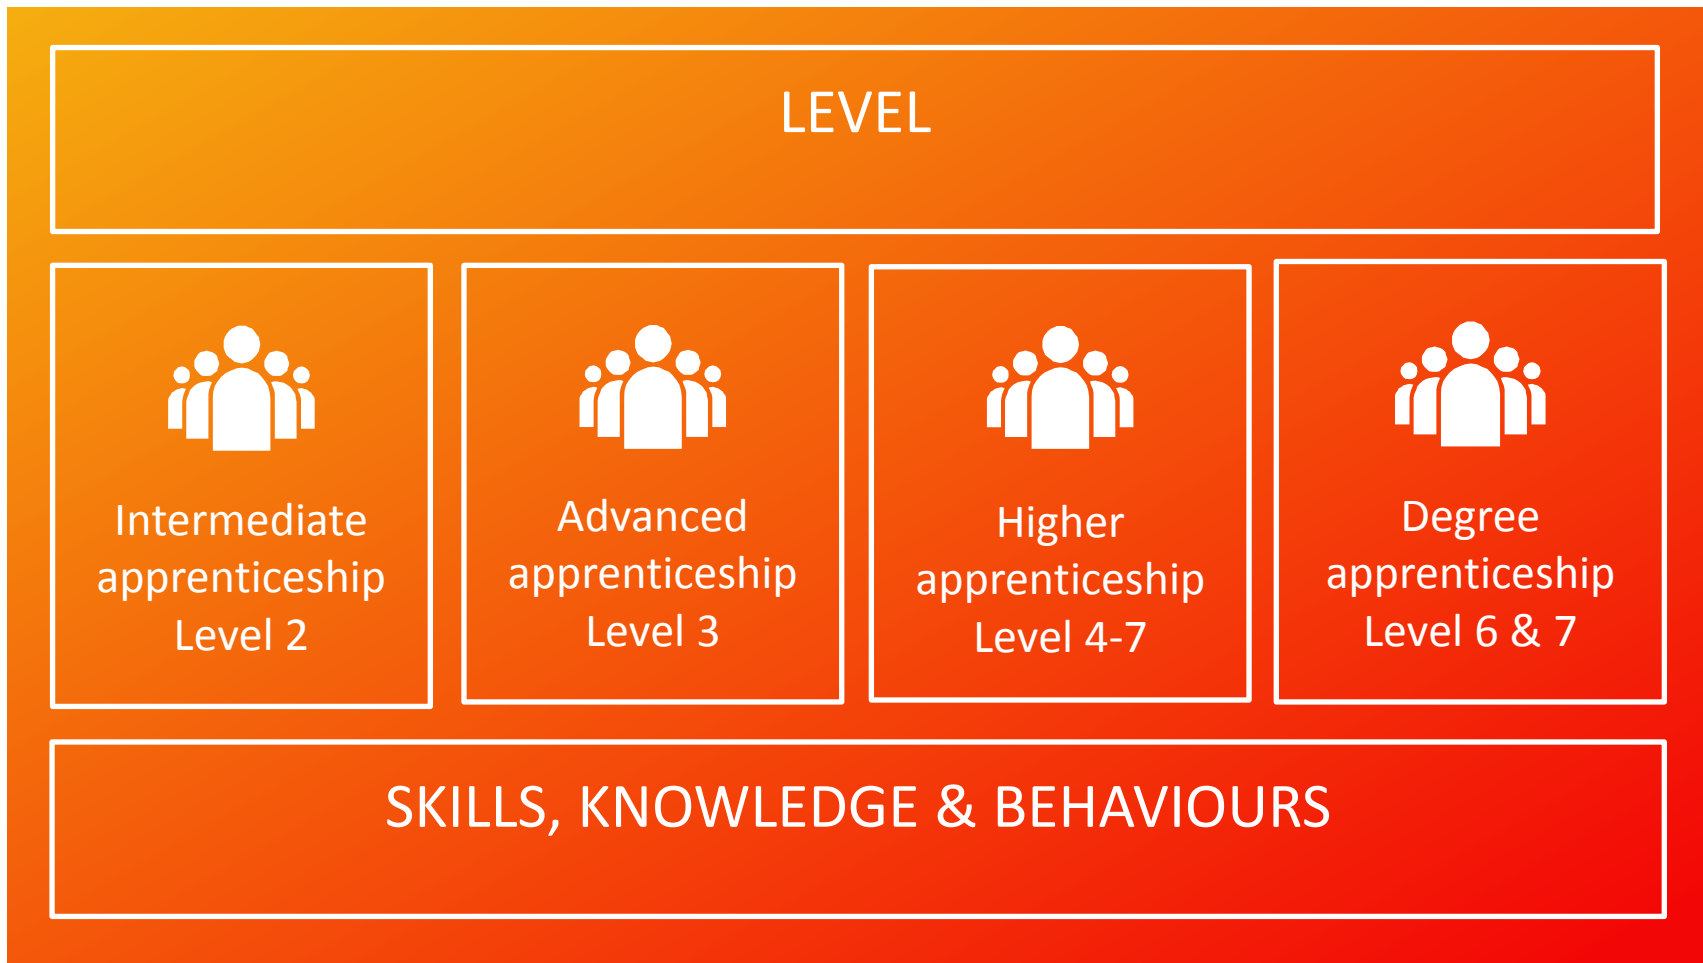 LEVEL
Intermediate
apprenticeship
Level 2
Advanced
apprenticeship
Level 3
Higher
apprenticeship
Level 4-7
Degree
apprenticeship
Level 6 & 7
SKILLS, KNOWLEDGE & BEHAVIOURS